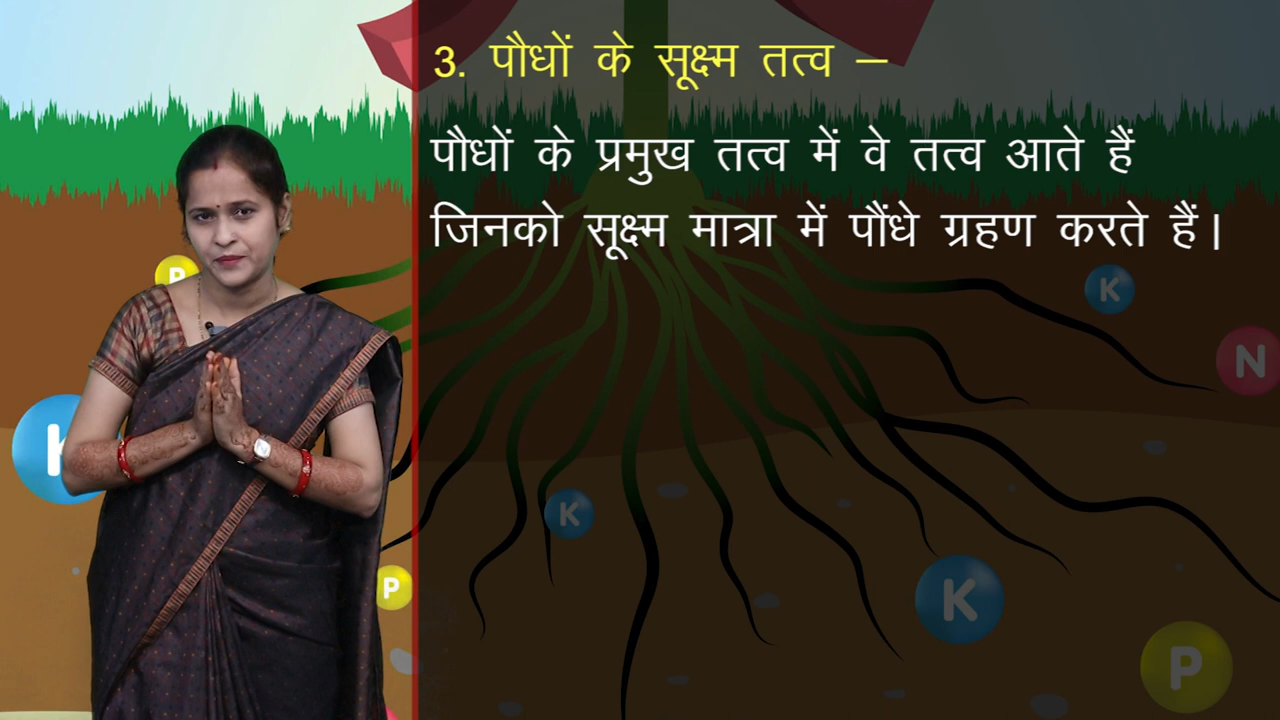 3. पौधों के सूक्ष्म तत्व –
पौधों के प्रमुख तत्व में वे तत्व आते हैं
जिनको सूक्ष्म मात्रा में पौंधे ग्रहण करते हैं।
P
K
N
K
K
P
K
P